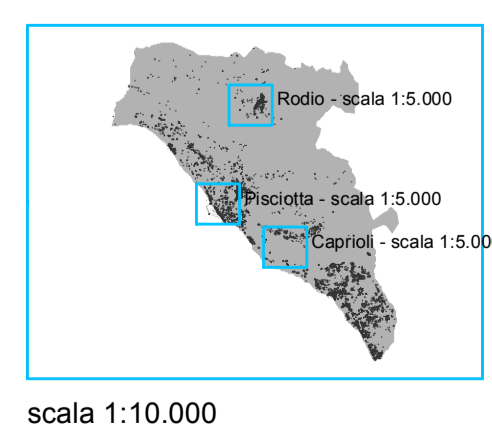 Rodio - scala 1:5.000
Pisciotta - scala 1:5.000
Caprioli - scala 1:5.00
scala 1:10.000